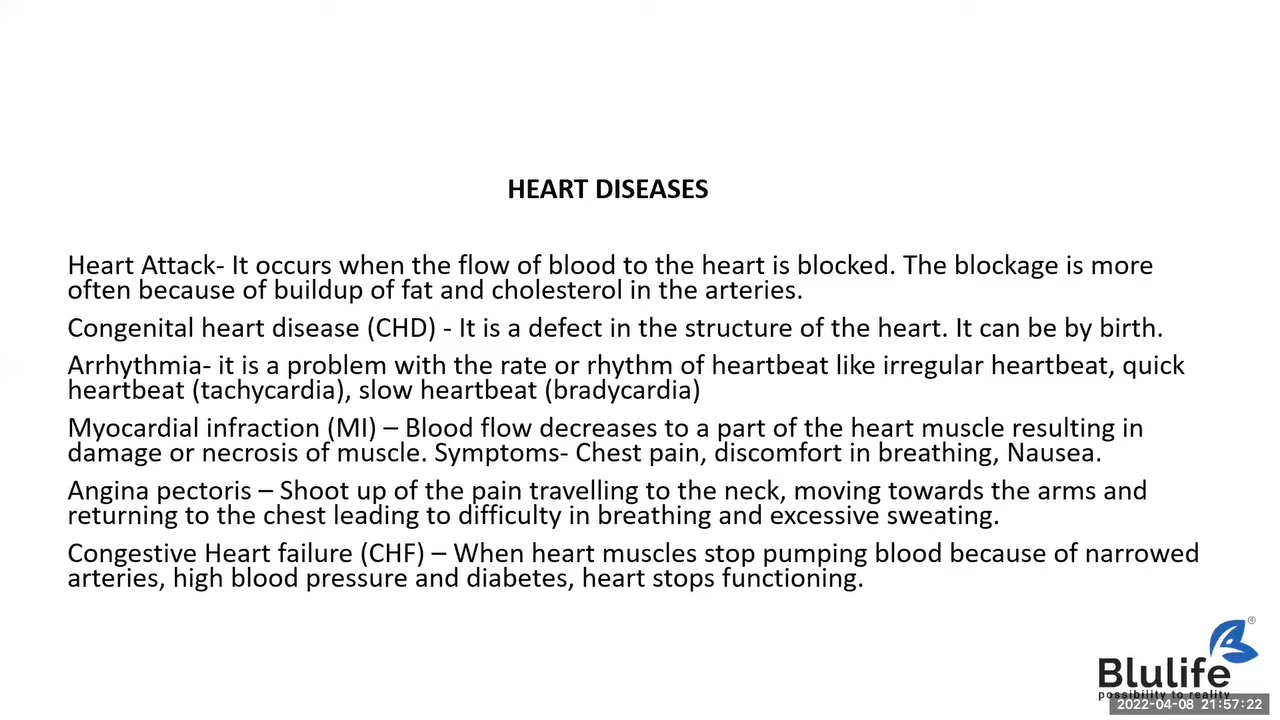 HEART DISEASES
Heart Attack- It occurs when the flow of blood to the heart is blocked. The blockage is more
often because of buildup of fat and cholesterol in the arteries.
Congenital heart disease (CHD) - It is a defect in the structure of the heart. It can be by birth.
Arrhythmia- it is a problem with the rate or rhythm of heartbeat like irregular heartbeat, quick
heartbeat (tachycardia), slow heartbeat (bradycardia)
Myocardial infraction (MI) – Blood flow decreases to a part of the heart muscle resulting in
damage or necrosis of muscle. Symptoms- Chest pain, discomfort in breathing, Nausea.
Angina pectoris – Shoot up of the pain travelling to the neck, moving towards the arms and
returning to the chest leading to difficulty in breathing and excessive sweating.
Congestive Heart failure (CHF) – When heart muscles stop pumping blood because of narrowed
arteries, high blood pressure and diabetes, heart stops functioning.
®
Blulife
possibility to reality
2022-04-08 21:57:22